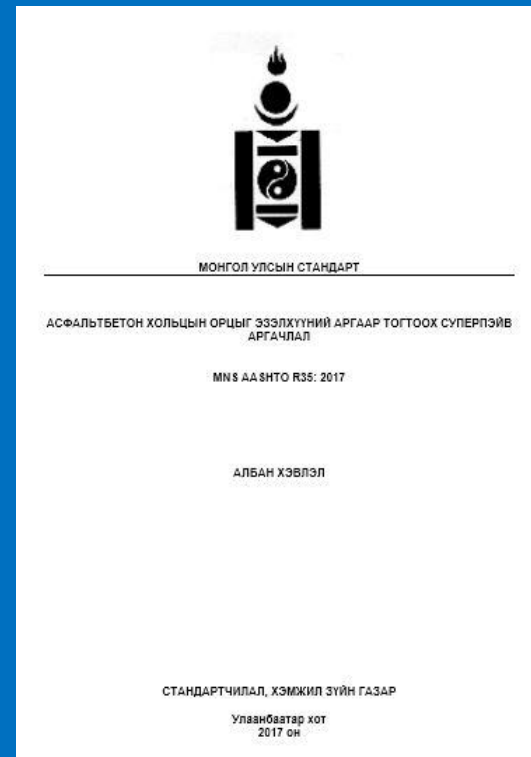 МОНГОЛ УЛСЫН СТАНДАРТ
АСФАЛЬТБЕТОН ХОЛЬЦЫН ОРЦЫГ ЭЗЭЛХҮҮНИЙ АРГААР ТОГТООХ СУПЕРПЭЙВ
АРГАЧЛАЛ
MNS AASHTO R35: 2017
АЛБАН ХЭВЛЭЛ
СТАНДАРТЧИЛАЛ, ХЭМЖИЛ ЗҮЙН ГАЗАР
Улаанбаатар хот
2017 он